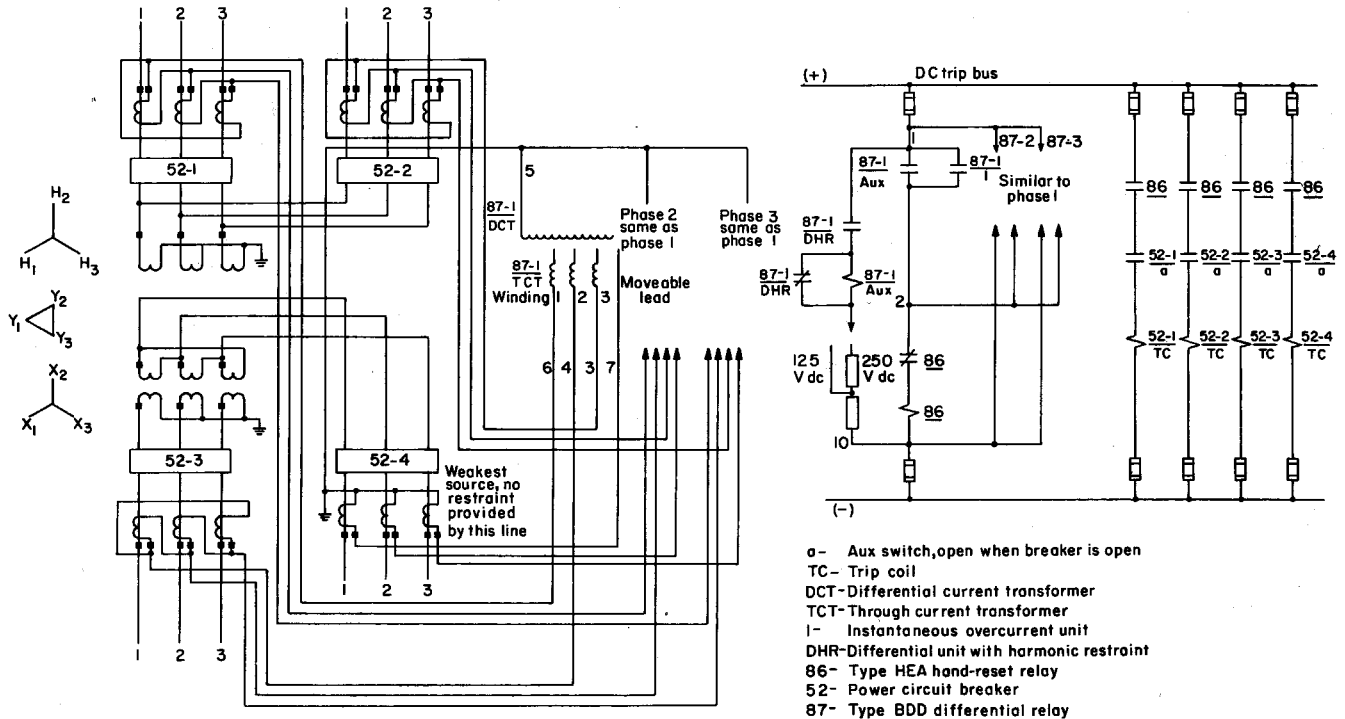 1 2 3
1 2 3
52-1
52-2
H2
H1 H3
Y2
Y1
Y3
X2
X1 X3
5
87-1
DCT
87-1
TCT
Winding 1 2 3
Phase 2
same as
phase 1
Phase 3
same as
phase 1
Moveable
lead
6 4 3 7
52-3
52-4
Weakest
source, no
restraint
provided
by this line
1 2 3
1 2 3
(+)
DC trip bus
1
87-2 87-3
87-1
Aux
87-1
I
Similar to
phase 1
87-1
DHR
87-1
DHR
87-1
Aux
2
125
V dc
250
V dc
86
86
10
(-)
86 86 86 86
52-1 52-2 52-3 52-4
a a a a
52-1 52-2 52-3 52-4
TC TC TC TC
a- Aux switch,open when breaker is open
TC- Trip coil
DCT-Differential current transformer
TCT-Through current transformer
I- Instantaneous overcurrent unit
DHR-Differential unit with harmonic restraint
86- Type HEA hand-reset relay
52- Power circuit breaker
87- Type BDD differential relay